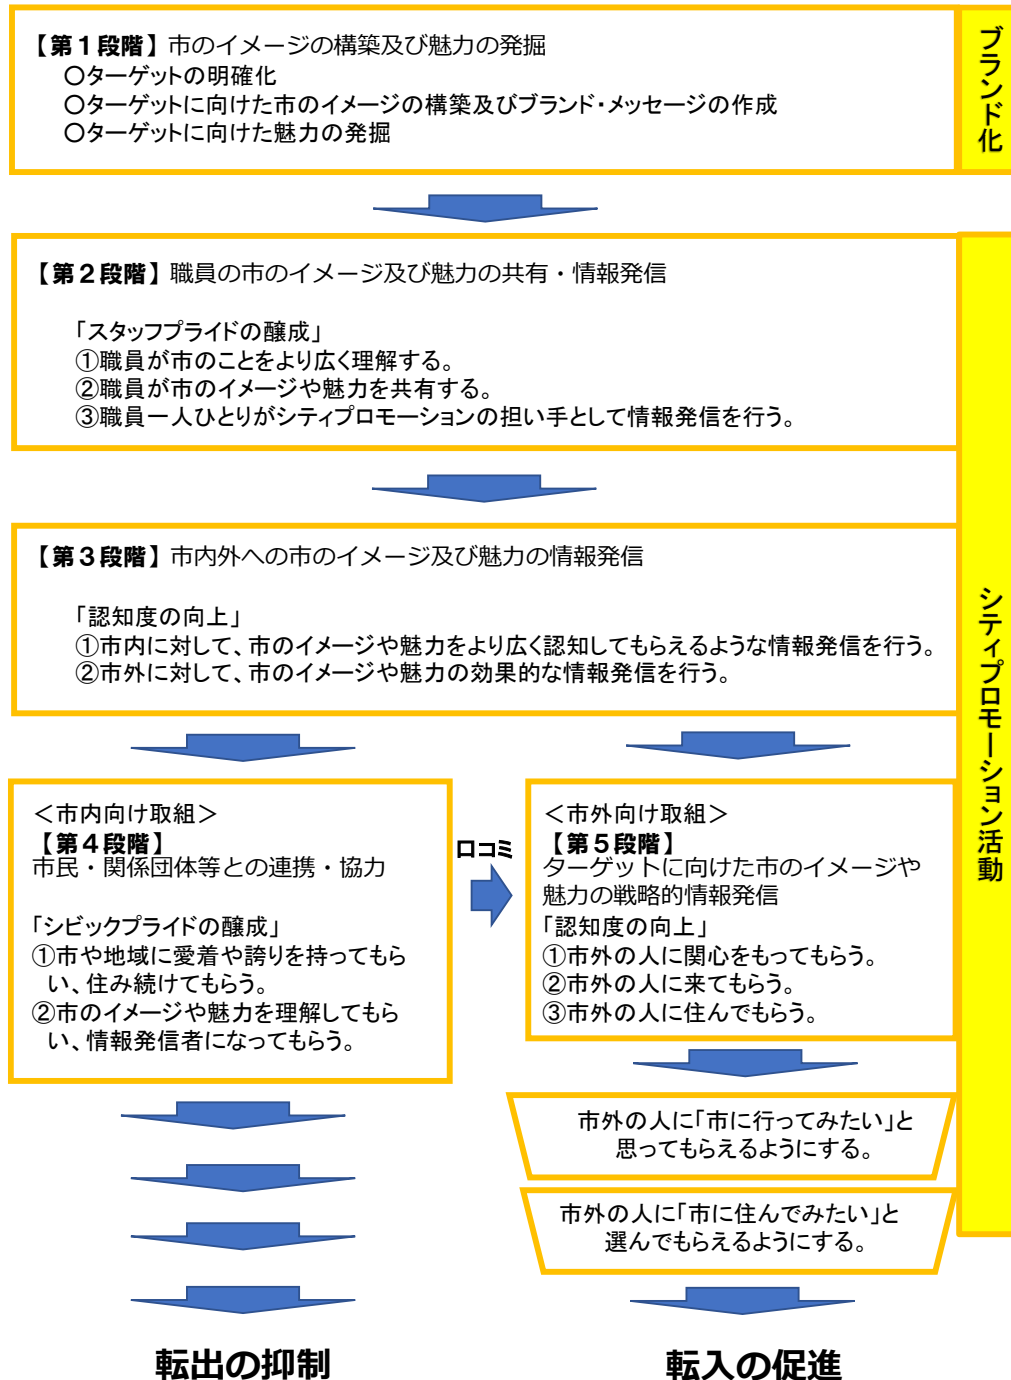 【第１段階】市のイメージの構築及び魅力の発掘
○ターゲットの明確化
○ターゲットに向けた市のイメージの構築及びブランド・メッセージの作成
○ターゲットに向けた魅力の発掘
ブランド化
【第２段階】職員の市のイメージ及び魅力の共有・情報発信
「スタッフプライドの醸成」
①職員が市のことをより広く理解する。
②職員が市のイメージや魅力を共有する。
③職員一人ひとりがシティプロモーションの担い手として情報発信を行う。
【第３段階】市内外への市のイメージ及び魅力の情報発信
「認知度の向上」
①市内に対して、市のイメージや魅力をより広く認知してもらえるような情報発信を行う。
②市外に対して、市のイメージや魅力の効果的な情報発信を行う。
シティプロモーション活動
＜市内向け取組＞
【第４段階】
市民・関係団体等との連携・協力
「シビックプライドの醸成」
①市や地域に愛着や誇りを持ってもら
い、住み続けてもらう。
②市のイメージや魅力を理解してもら
い、情報発信者になってもらう。
口コミ
＜市外向け取組＞
【第５段階】
ターゲットに向けた市のイメージや
魅力の戦略的情報発信
「認知度の向上」
①市外の人に関心をもってもらう。
②市外の人に来てもらう。
③市外の人に住んでもらう。
市外の人に「市に行ってみたい」と
思ってもらえるようにする。
市外の人に「市に住んでみたい」と
選んでもらえるようにする。
転出の抑制
転入の促進